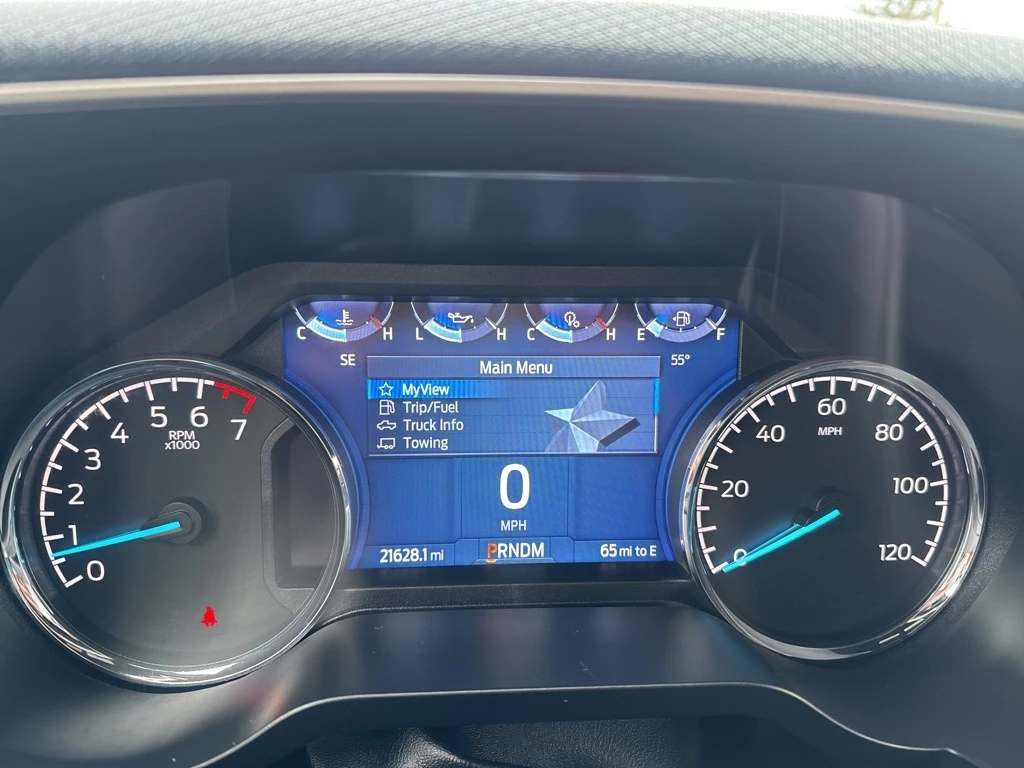 C H L H C H E F
SE 55°
Main Menu
MyView
Trip/Fuel
Truck Info
Towing
0
MPH
21628.1 mi PRNDM 65 mi to E
0 1 2 3 4 5 6 7
RPM
x1000
0 20 40 60 80 100 120
MPH